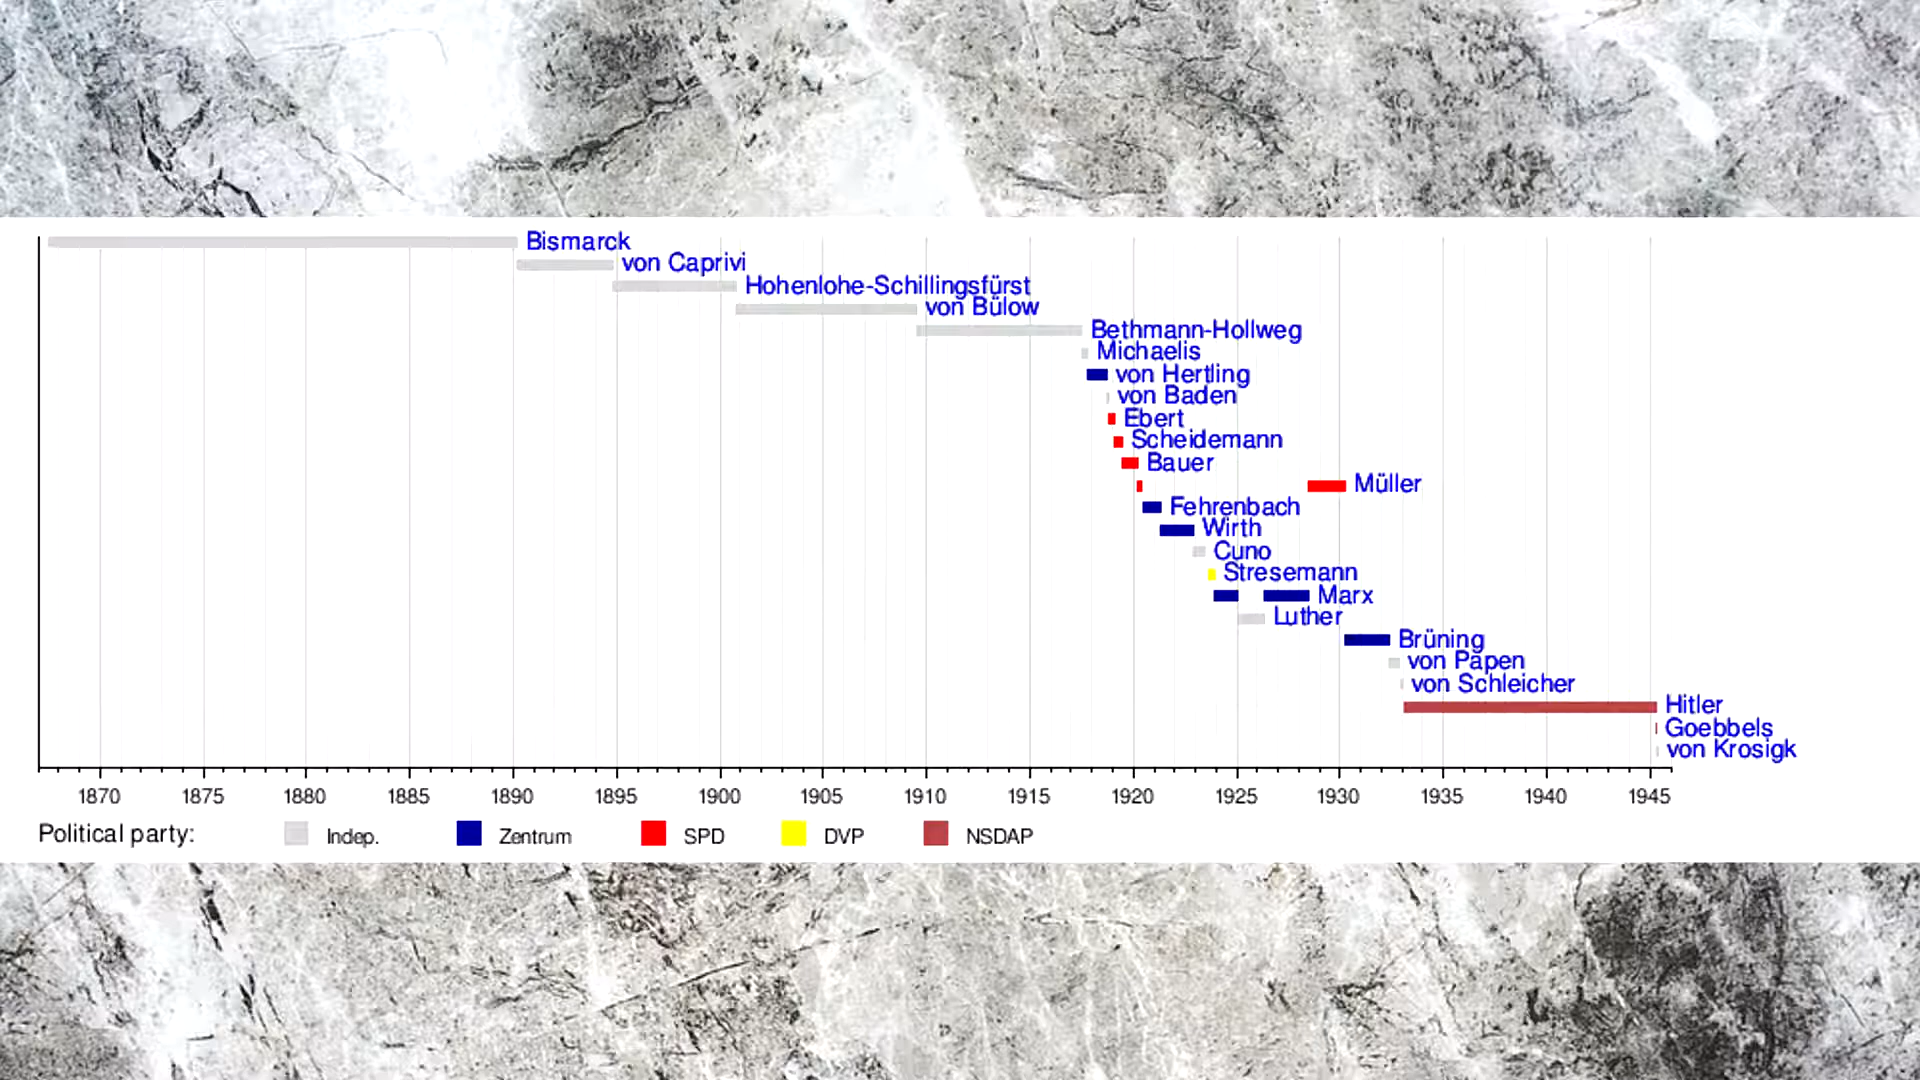 Bismarck
von Caprivi
Hohenlohe-Schillingsfürst
von Bülow
Bethmann-Hollweg
Michaelis
von Hertling
von Baden
Ebert
Scheidemann
Bauer
Müller
Fehrenbach
Wirth
Cuno
Stresemann
Marx
Luther
Brüning
von Papen
von Schleicher
Hitler
Goebbels
von Krosigk
1870 1875 1880 1885 1890 1895 1900 1905 1910 1915 1920 1925 1930 1935 1940 1945
Political party: Indep. Zentrum SPD DVP NSDAP